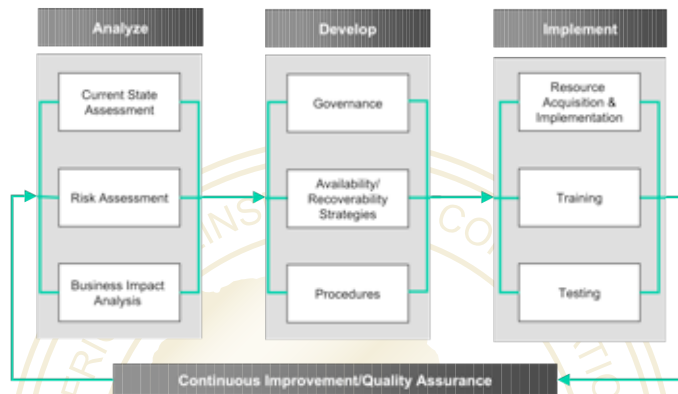 Analyze
Develop
Implement
Current State
Assessment
Risk Assessment
Business Impact
Analysis
Governance
Availability/
Recoverability
Strategies
Procedures
Resource
Acquisition &
Implementation
Training
Testing
Continuous Improvement/Quality Assurance